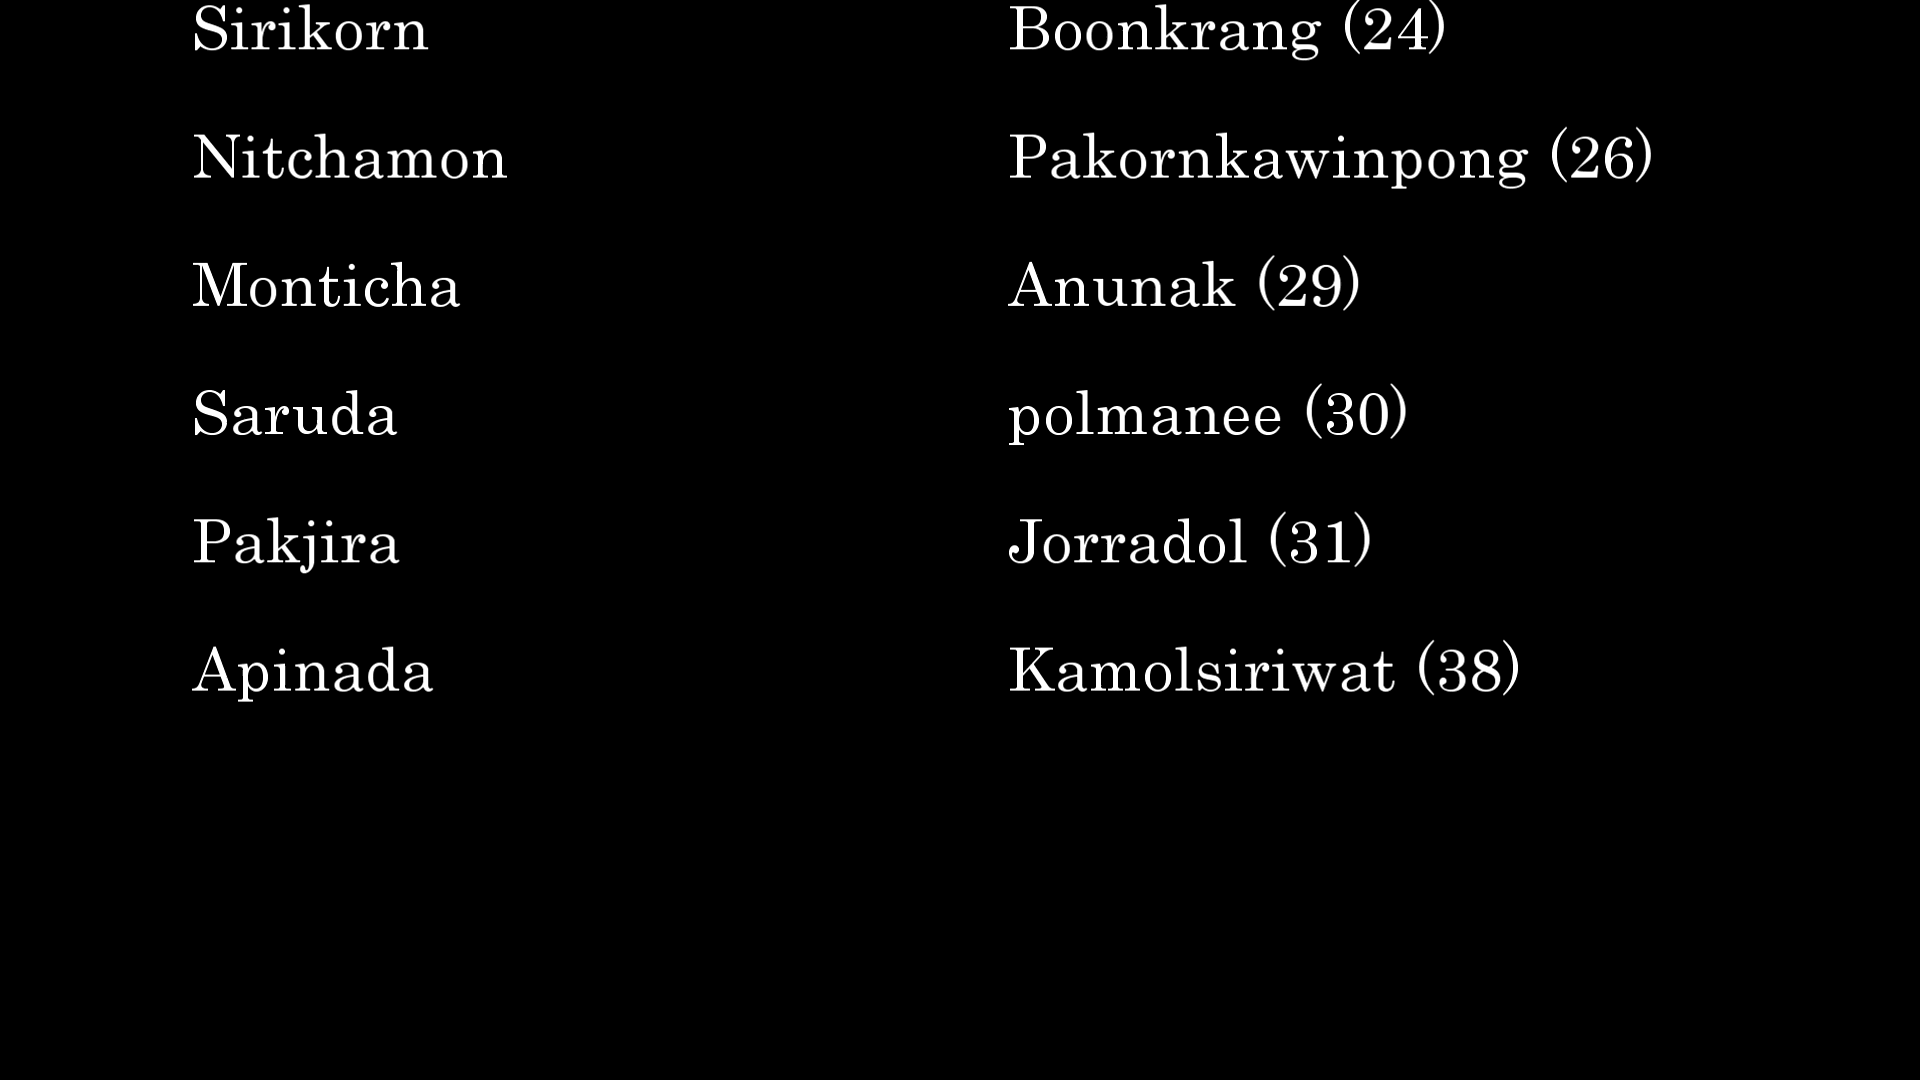 Sirikorn Boonkrang (24)
Nitchamon Pakornkawinpong (26)
Monticha Anunak (29)
Saruda polmanee (30)
Pakjira Jorradol (31)
Apinada Kamolsiriwat (38)